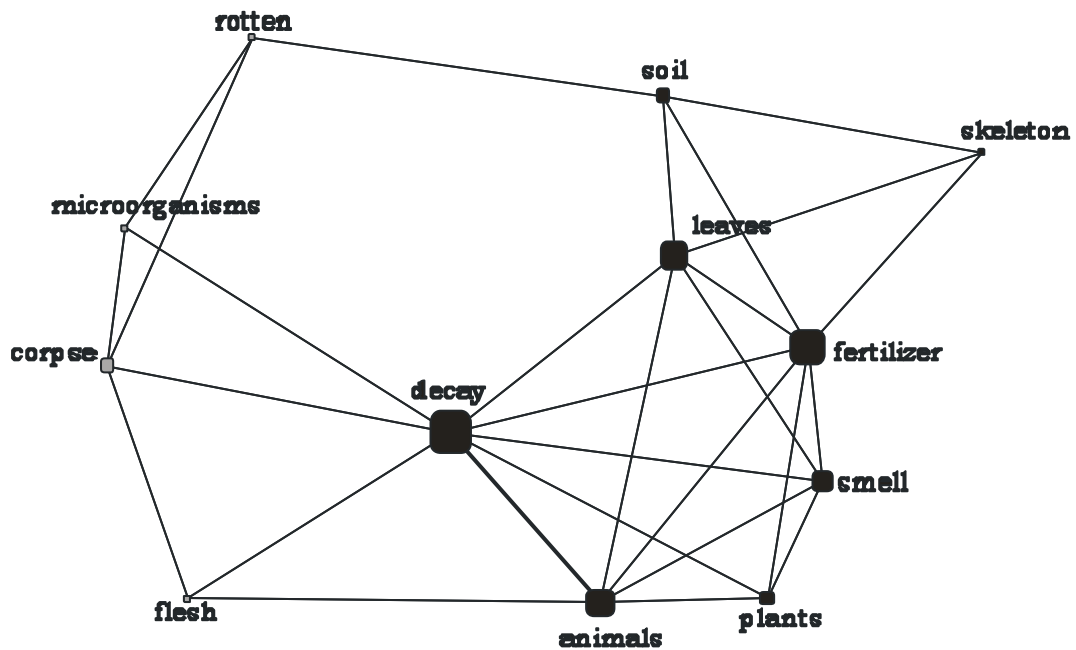 rotten
soil
skeleton
microorganisms
leaves
corpse
fertilizer
decay
smell
flesh
plants
animals